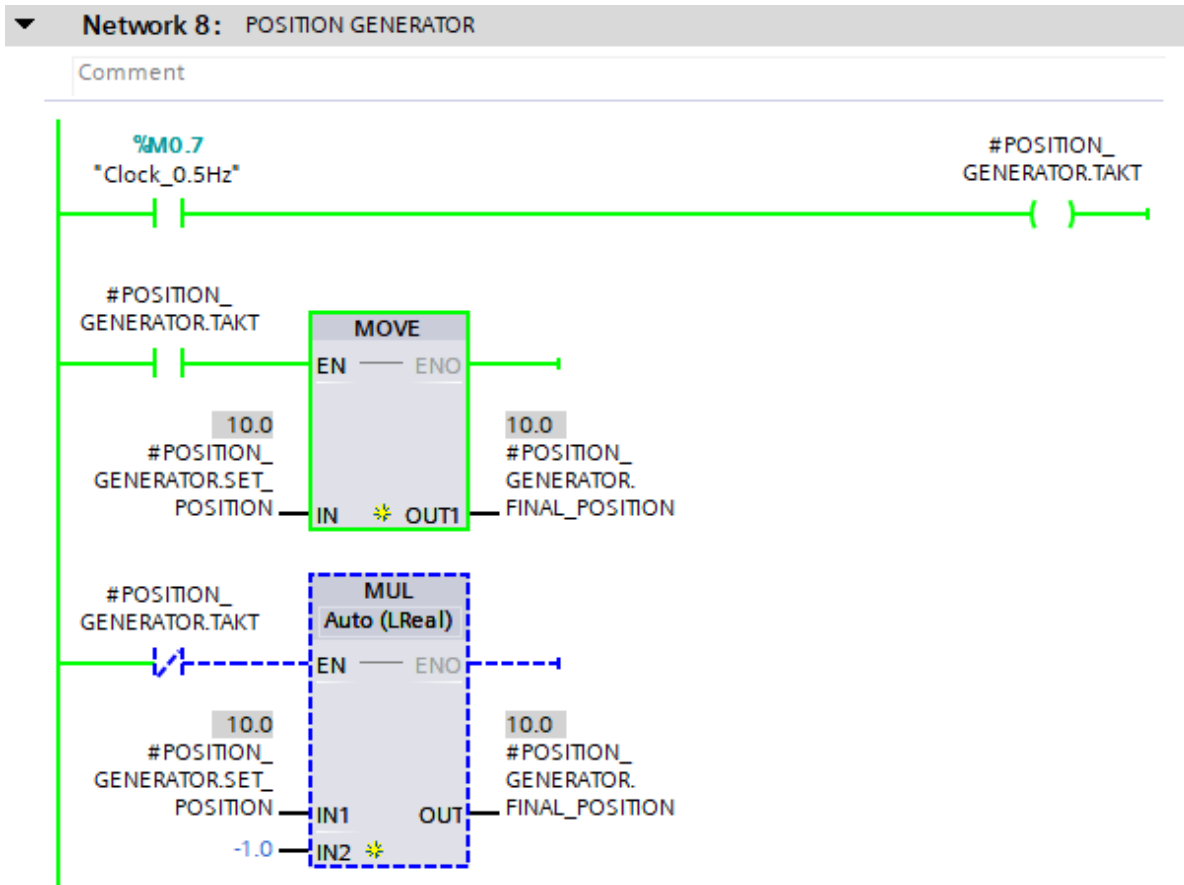 Network 8: POSITION GENERATOR
Comment
%M0.7
"Clock_0.5Hz"
#POSITION_
GENERATOR.TAKT
#POSITION_
GENERATOR.TAKT
MOVE
EN ENO
10.0
#POSITION_
GENERATOR.SET_
POSITION
IN OUT1
10.0
#POSITION_
GENERATOR.
FINAL_POSITION
#POSITION_
GENERATOR.TAKT
MUL
Auto (LReal)
EN ENO
10.0
#POSITION_
GENERATOR.SET_
POSITION
IN1 OUT
10.0
#POSITION_
GENERATOR.
FINAL_POSITION
-1.0 IN2